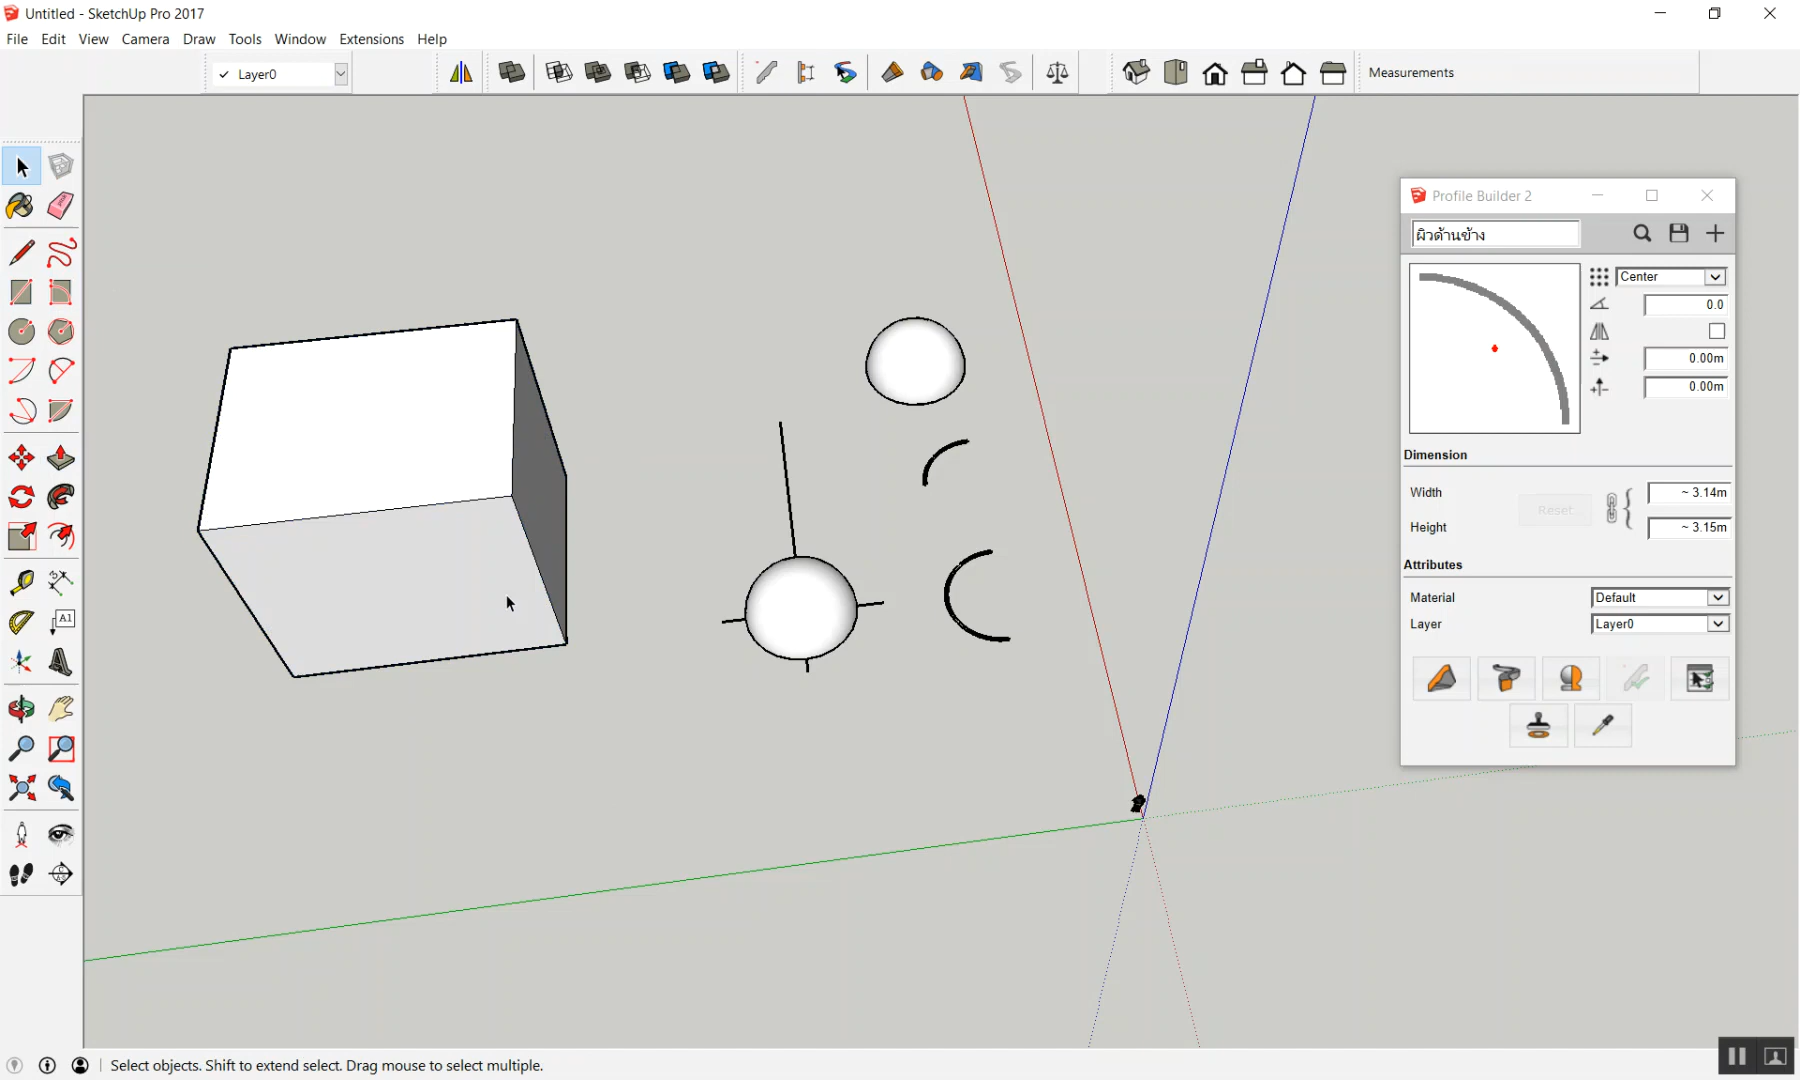 Untitled - SketchUp Pro 2017
File Edit View Camera Draw Tools Window Extensions Help
Layer0
Measurements
Profile Builder 2
ผิวด้านข้าง
Center
0.0
0.00m
0.00m
Dimension
Width ~ 3.14m
Reset
Height ~ 3.15m
Attributes
Material Default
Layer Layer0
A1
Select objects. Shift to extend select. Drag mouse to select multiple.